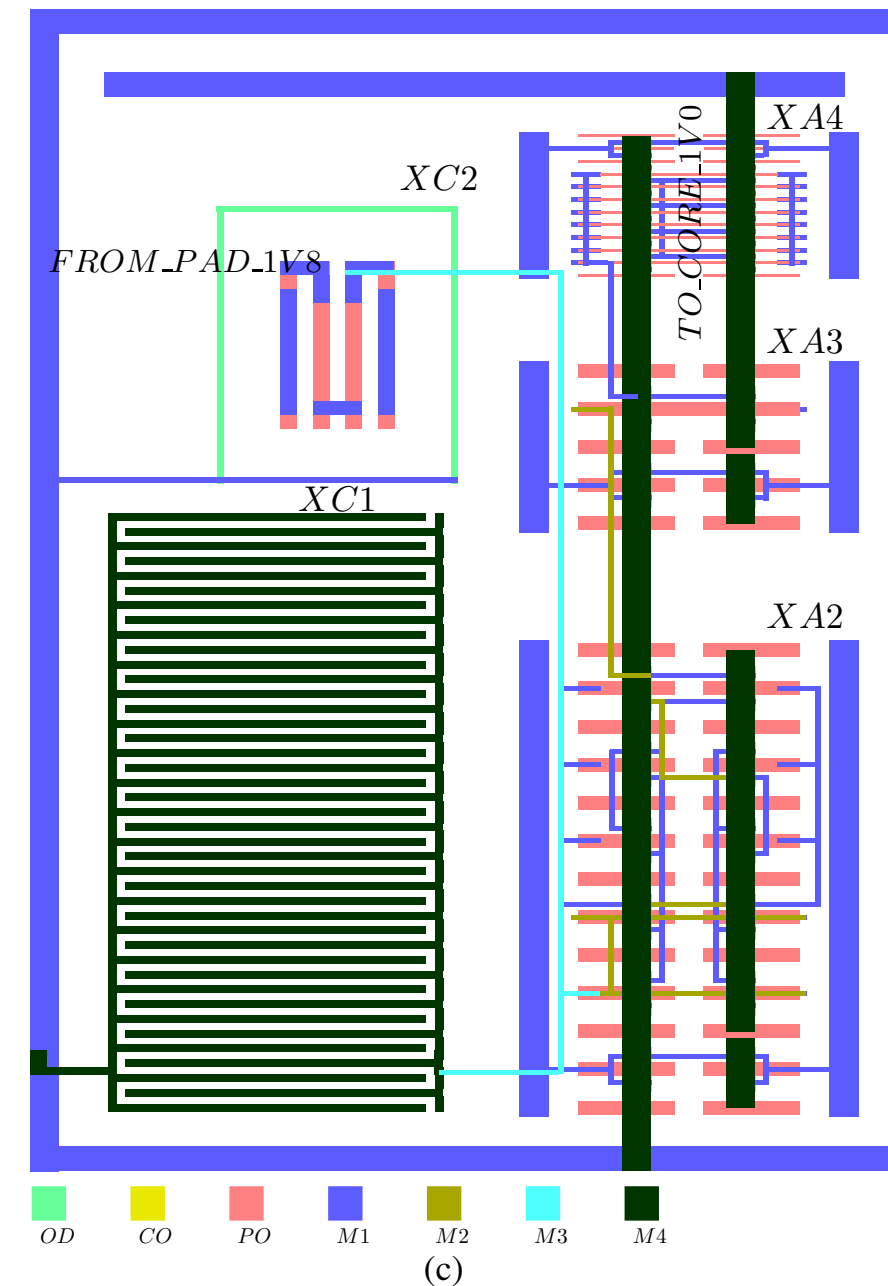 XA4
TO_CORE_1V0
XC2
FROM_PAD_1V8
XA3
XC1
XA2
OD CO PO M1 M2 M3 M4
(c)